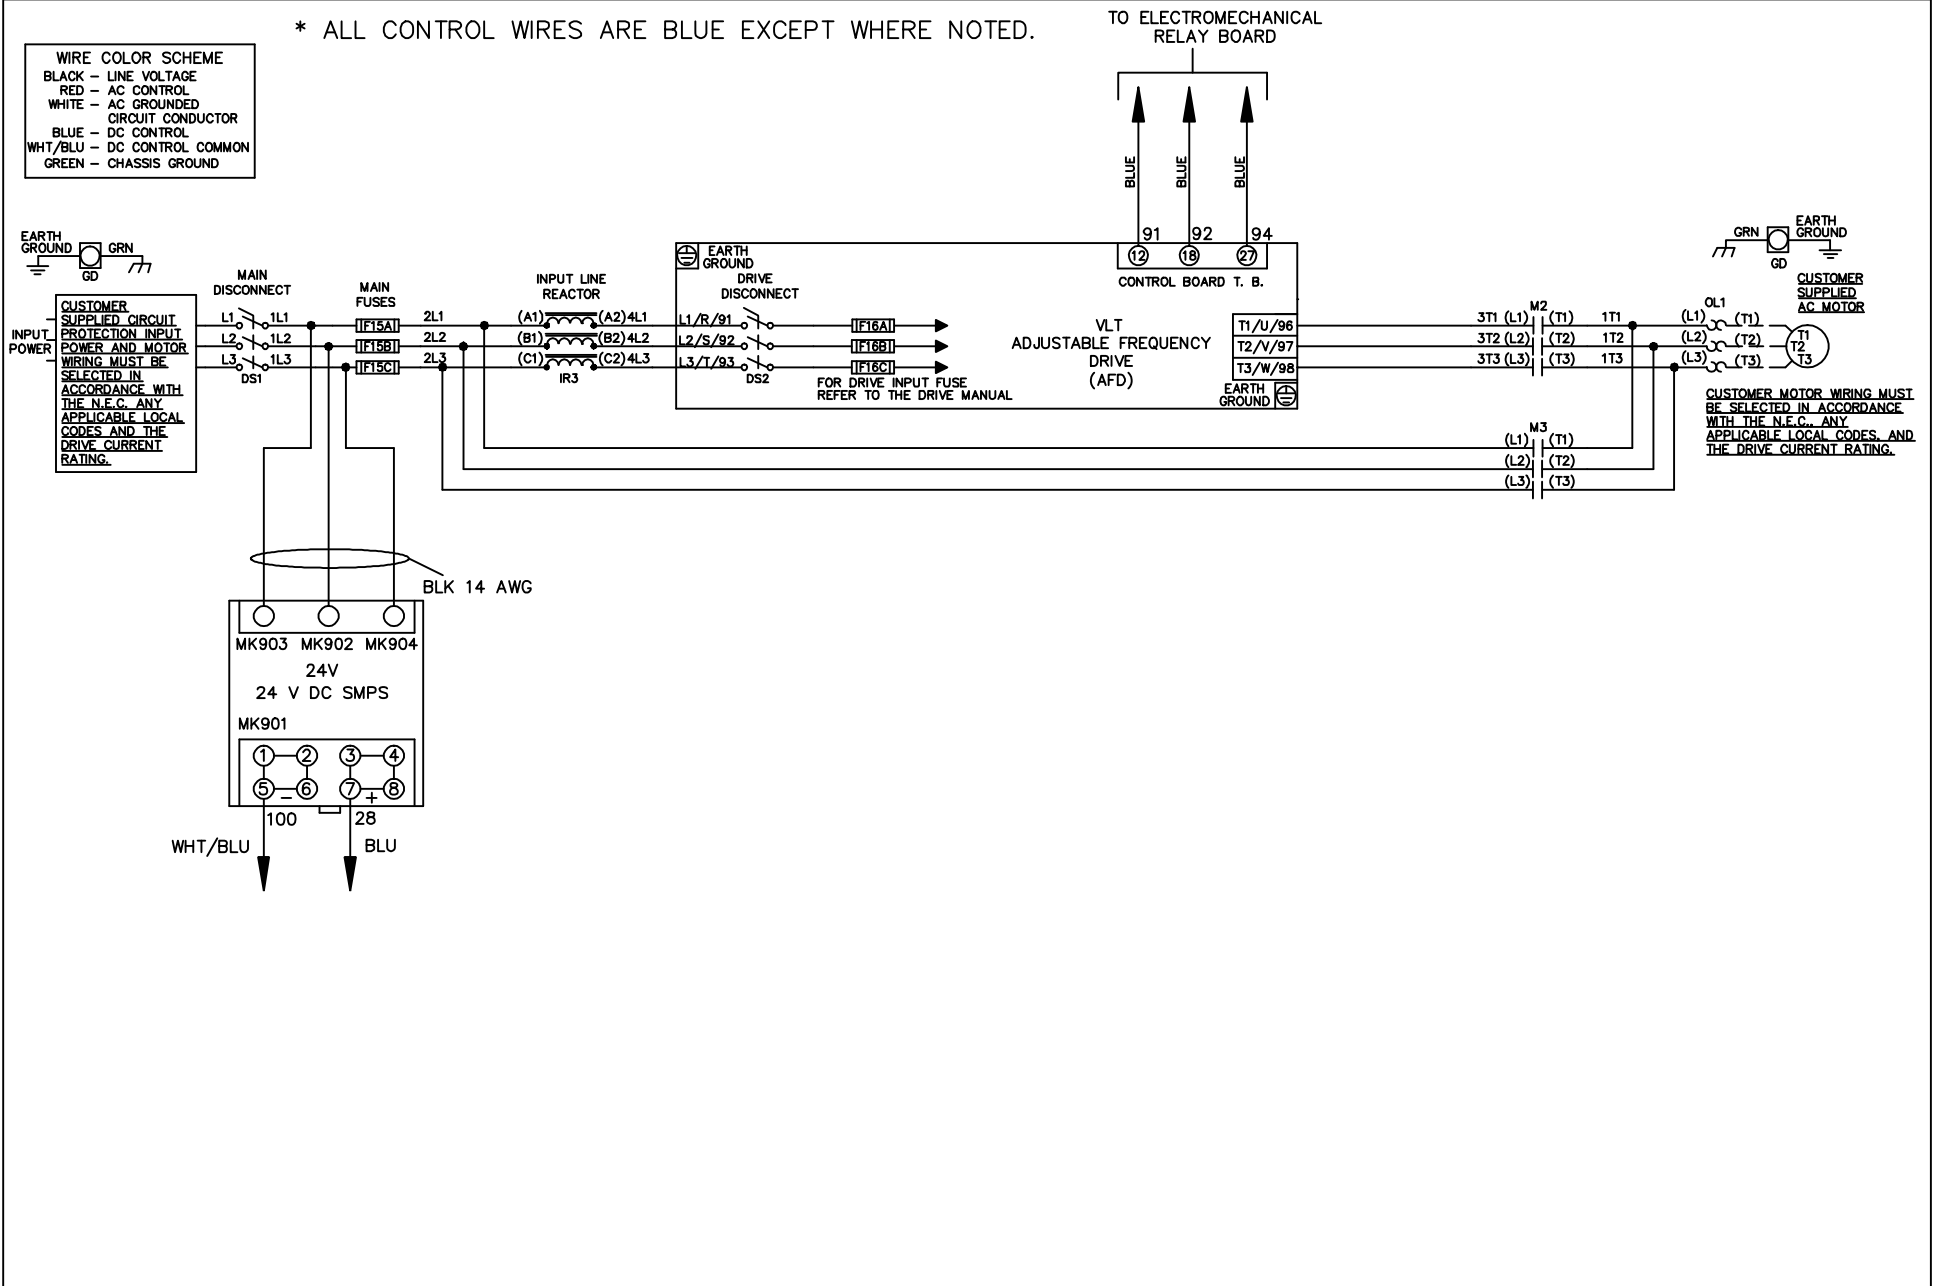 * ALL CONTROL WIRES ARE BLUE EXCEPT WHERE NOTED.
TO ELECTROMECHANICAL
RELAY BOARD
WIRE COLOR SCHEME
BLACK – LINE VOLTAGE
RED – AC CONTROL
WHITE – AC GROUNDED
CIRCUIT CONDUCTOR
BLUE – DC CONTROL
WHT/BLU – DC CONTROL COMMON
GREEN – CHASSIS GROUND
BLUE
BLUE
BLUE
91 92 94
12 18 27
CONTROL BOARD T. B.
EARTH
GROUND
GRN
GD
INPUT
POWER
CUSTOMER
SUPPLIED CIRCUIT
PROTECTION INPUT
POWER AND MOTOR
WIRING MUST BE
SELECTED IN
ACCORDANCE WITH
THE N.E.C. ANY
APPLICABLE LOCAL
CODES AND THE
DRIVE CURRENT
RATING.
MAIN
DISCONNECT
L1 1L1
L2 1L2
L3 1L3
DS1
MAIN
FUSES
F15A
F15B
F15C
2L1
2L2
2L3
INPUT LINE
REACTOR
(A1) (A2) 4L1
(B1) (B2) 4L2
(C1) (C2) 4L3
IR3
EARTH
GROUND
DRIVE
DISCONNECT
L1/R/91
L2/S/92
L3/T/93
DS2
F16A
F16B
F16C
FOR DRIVE INPUT FUSE
REFER TO THE DRIVE MANUAL
VLT
ADJUSTABLE FREQUENCY
DRIVE
(AFD)
T1/U/96
T2/V/97
T3/W/98
EARTH
GROUND
M2
3T1 (L1) (T1) 1T1
3T2 (L2) (T2) 1T2
3T3 (L3) (T3) 1T3
M3
(L1) (T1)
(L2) (T2)
(L3) (T3)
OL1
(L1) (T1)
(L2) (T2)
(L3) (T3)
T1
T2
T3
GRN
EARTH
GROUND
GD
CUSTOMER
SUPPLIED
AC MOTOR
CUSTOMER MOTOR WIRING MUST
BE SELECTED IN ACCORDANCE
WITH THE N.E.C., ANY
APPLICABLE LOCAL CODES, AND
THE DRIVE CURRENT RATING.
BLK 14 AWG
MK903 MK902 MK904
24V
24 V DC SMPS
MK901
1 2 3 4
5 6 7 8
– +
100 28
WHT/BLU BLU